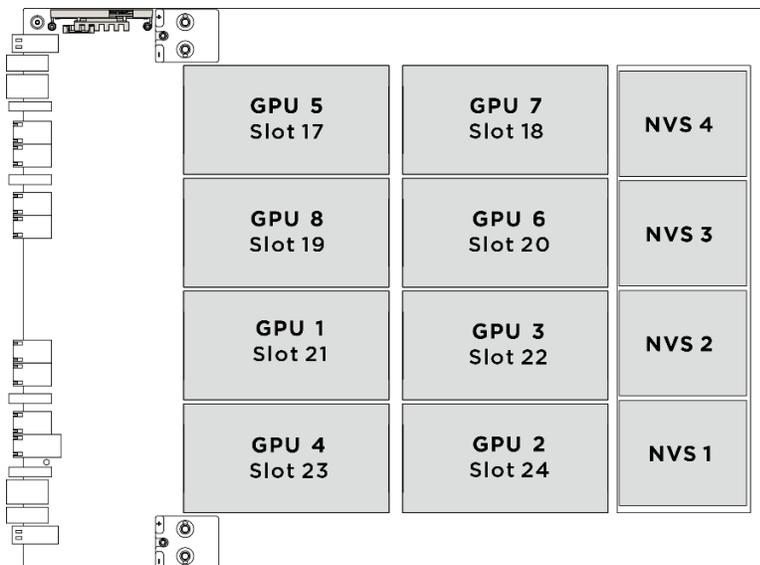 GPU 5
Slot 17
GPU 7
Slot 18
NVS 4
GPU 8
Slot 19
GPU 6
Slot 20
NVS 3
GPU 1
Slot 21
GPU 3
Slot 22
NVS 2
GPU 4
Slot 23
GPU 2
Slot 24
NVS 1